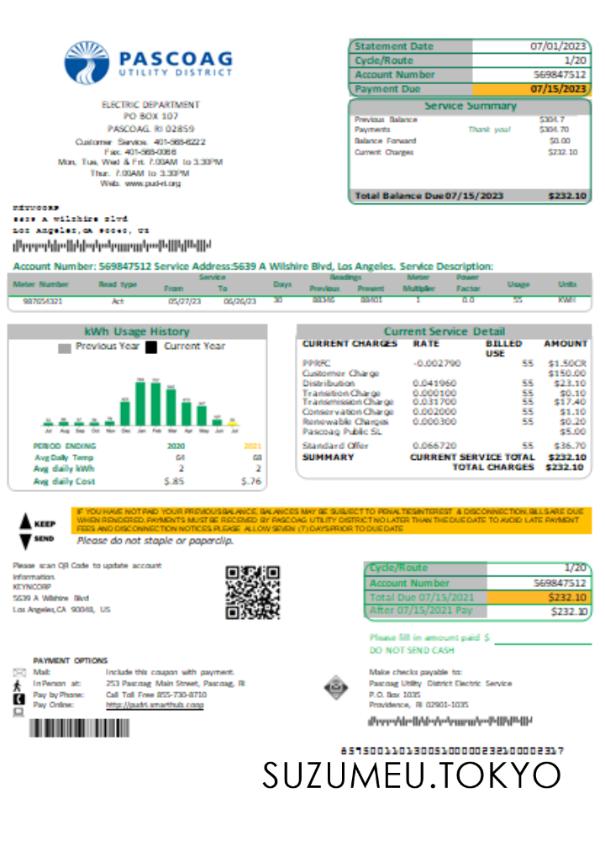 PASCOAG
UTILITY DISTRICT
ELECTRIC DEPARTMENT
PO BOX 107
PASCOAG. RI 02859
Customer Service. 401-568-6222
Fax. 401-568-0066
Mon, Tue, Wed & Fri. 7.00AM to 3.30PM
Thur. 7.00AM to 3.30PM
Web. www.pud-ri.org
Statement Date 07/01/2023
Cycle/Route 1/20
Account Number 569847512
Payment Due 07/15/2023
Service Summary
Previous Balance $304.7
Payments Thank you! $304.70
Balance Forward $0.00
Current Charges $232.10
Total Balance Due 07/15/2023 $232.10
KEYNCORP
5639 A Wilshire Blvd
Los Angeles,CA 90048, US
Account Number: 569847512 Service Address:5639 A Wilshire Blvd, Los Angeles. Service Description:
Service Readings Meter Power
Meter Number Read type From To Days Previous Present Multiplier Factor Usage Units
987654321 Act 05/27/23 06/26/23 30 88346 88401 1 0.0 55 KWH
kWh Usage History
Previous Year Current Year
Jul Aug Sep Oct Nov Dec Jan Feb Mar Apr May Jun Jul
PERIOD ENDING 2020 2021
Avg Daily Temp 64 68
Avg daily kWh 2 2
Avg daily Cost $.85 $.76
Current Service Detail
CURRENT CHARGES RATE BILLED USE AMOUNT
PPRFC -0.002790 55 $1.50CR
Customer Charge $150.00
Distribution 0.041960 55 $23.10
Transition Charge 0.000100 55 $0.10
Transmission Charge 0.031700 55 $17.40
Conservation Charge 0.002000 55 $1.10
Renewable Charges 0.000300 55 $0.20
Pascoag Public SL $5.00
Standard Offer 0.066720 55 $36.70
SUMMARY CURRENT SERVICE TOTAL $232.10
TOTAL CHARGES $232.10
KEEP
SEND
IF YOU HAVE NOT PAID YOUR PREVIOUS BALANCE, BALANCES MAY BE SUBJECT TO PENALTIES/INTEREST & DISCONNECTION, BILLS ARE DUE
WHEN RENDERED. PAYMENTS MUST BE RECEIVED BY PASCOAG UTILITY DISTRICT NO LATER THAN THE DUE DATE TO AVOID LATE PAYMENT
FEES AND DISCONNECTION NOTICES. PLEASE ALLOW SEVEN (7) DAYS PRIOR TO DUE DATE
Please do not staple or paperclip.
Please scan QR Code to update account
information
KEYNCORP
5639 A Wilshire Blvd
Los Angeles,CA 90048, US
Cycle/Route 1/20
Account Number 569847512
Total Due 07/15/2021 $232.10
After 07/15/2021 Pay $232.10
Please fill in amount paid $
DO NOT SEND CASH
PAYMENT OPTIONS
Mail: Include this coupon with payment.
In Person at: 253 Pascoag Main Street, Pascoag, RI
Pay by Phone: Call Toll Free 855-730-8710
Pay Online: http://pudri.smarthub.coop
Make checks payable to:
Pascoag Utility District Electric Service
P.O. Box 1035
Providence, RI 02901-1035
SUZUMEU.TOKYO